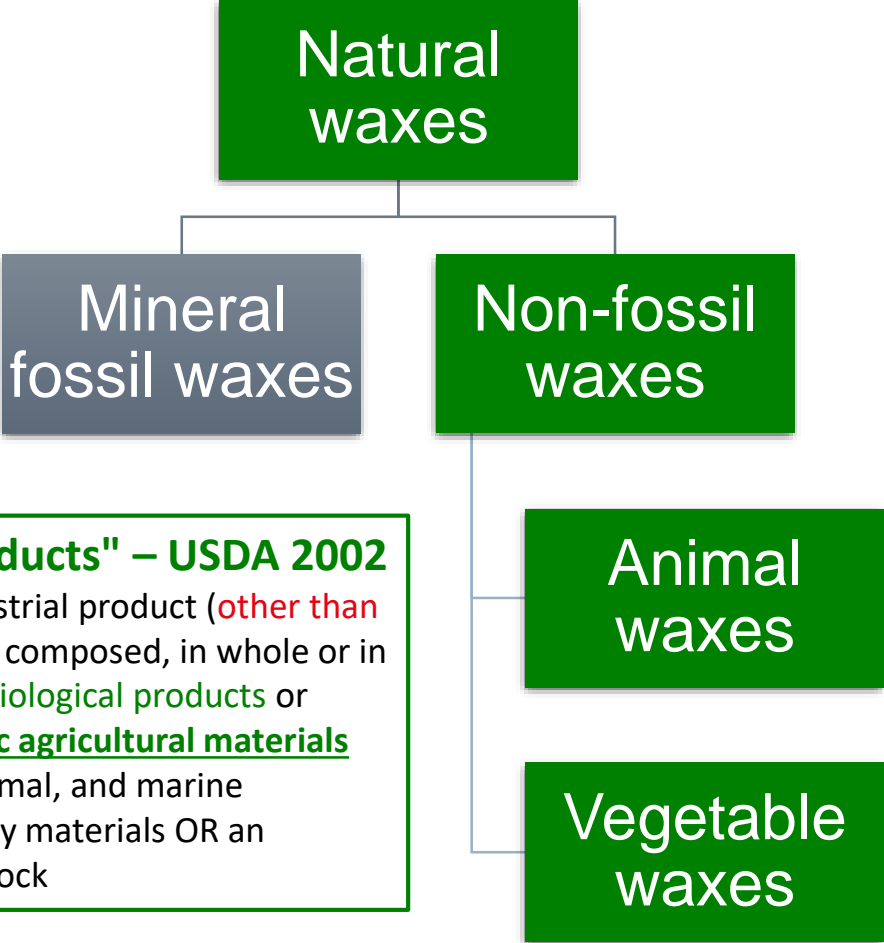 Natural
waxes
Mineral
fossil waxes
Non-fossil
waxes
ducts" – USDA 2002
strial product (other than
composed, in whole or in
iological products or
c agricultural materials
mal, and marine
y materials OR an
ock
Animal
waxes
Vegetable
waxes